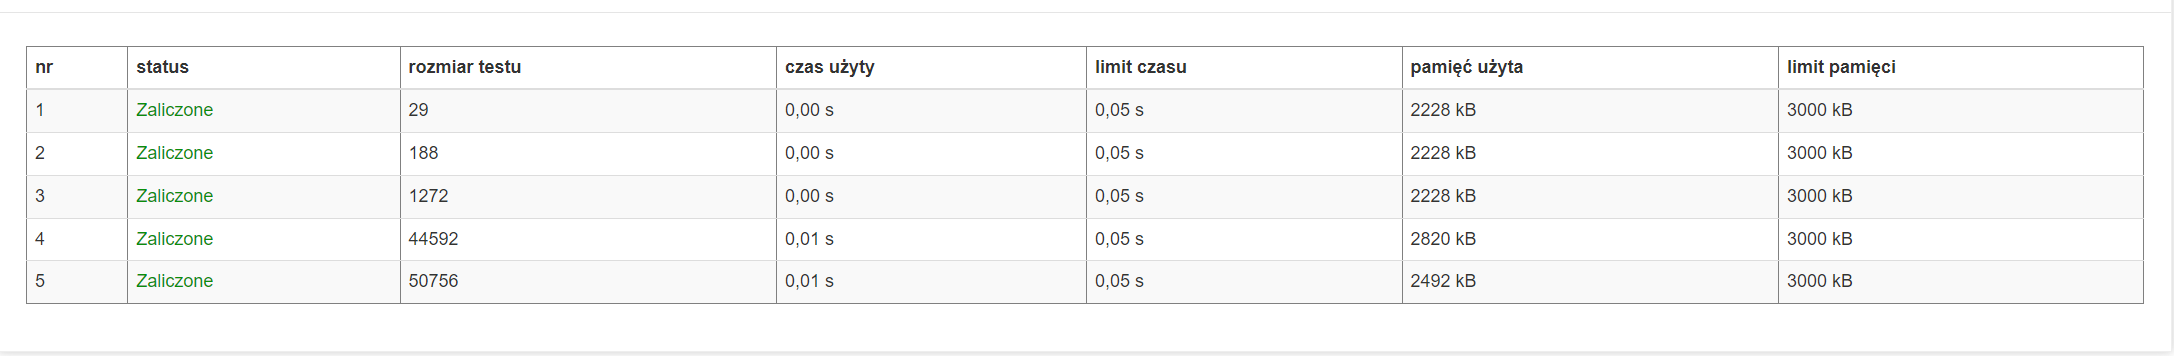 nr status rozmiar testu czas użyty limit czasu pamięć użyta limit pamięci
1 Zaliczone 29 0,00 s 0,05 s 2228 kB 3000 kB
2 Zaliczone 188 0,00 s 0,05 s 2228 kB 3000 kB
3 Zaliczone 1272 0,00 s 0,05 s 2228 kB 3000 kB
4 Zaliczone 44592 0,01 s 0,05 s 2820 kB 3000 kB
5 Zaliczone 50756 0,01 s 0,05 s 2492 kB 3000 kB